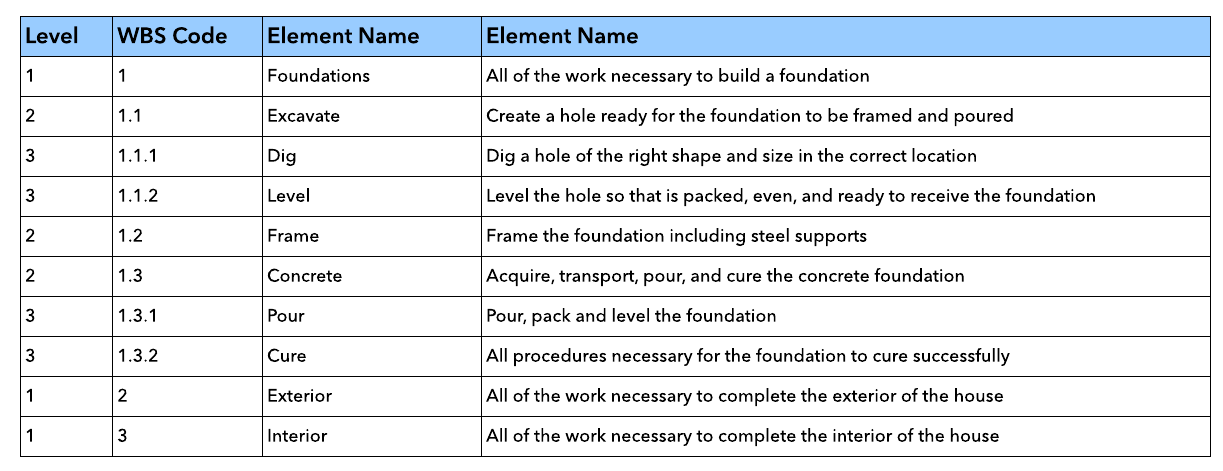 Level WBS Code Element Name Element Name
1 1 Foundations All of the work necessary to build a foundation
2 1.1 Excavate Create a hole ready for the foundation to be framed and poured
3 1.1.1 Dig Dig a hole of the right shape and size in the correct location
3 1.1.2 Level Level the hole so that is packed, even, and ready to receive the foundation
2 1.2 Frame Frame the foundation including steel supports
2 1.3 Concrete Acquire, transport, pour, and cure the concrete foundation
3 1.3.1 Pour Pour, pack and level the foundation
3 1.3.2 Cure All procedures necessary for the foundation to cure successfully
1 2 Exterior All of the work necessary to complete the exterior of the house
1 3 Interior All of the work necessary to complete the interior of the house